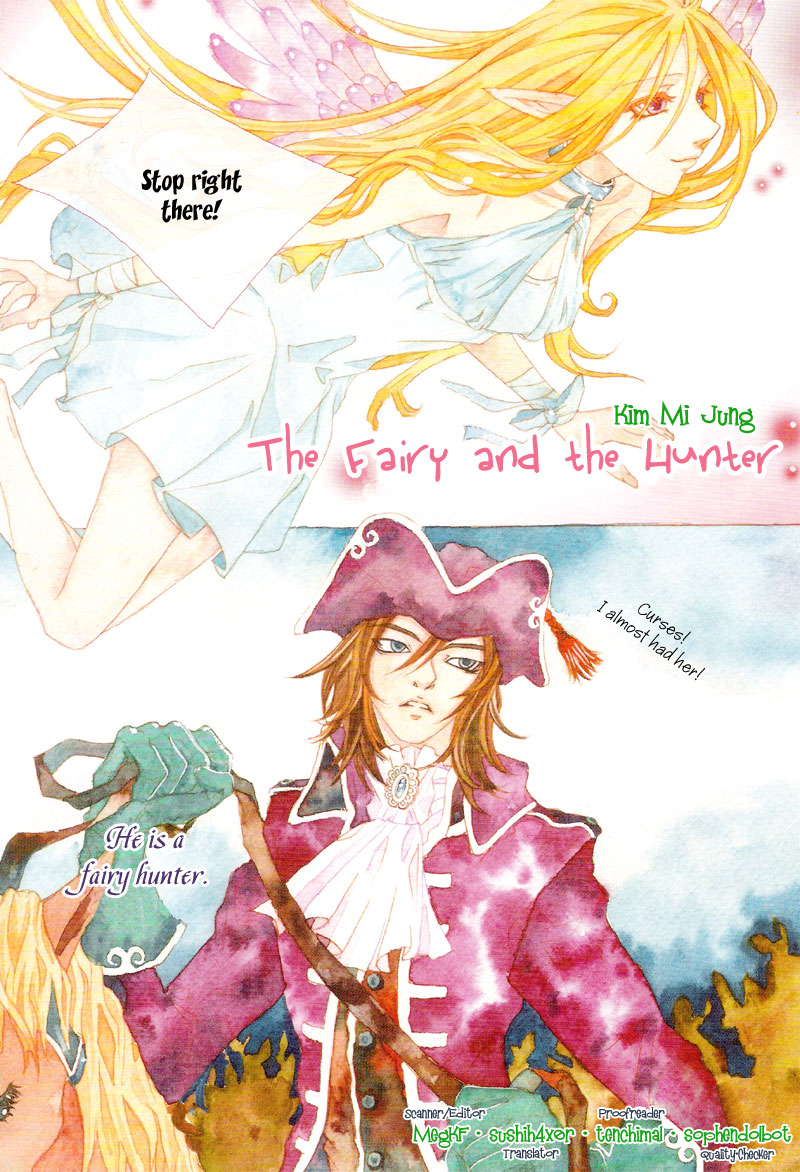 Stop right
there!
Kim Mi Jung
The Fairy and the Hunter
Curses!
I almost had her!
He is a
fairy hunter.
Scanner/Editor
Proofreader
MegKF • sushih4xor • tenchimal • sophendolbot
Translator
Quality-Checker